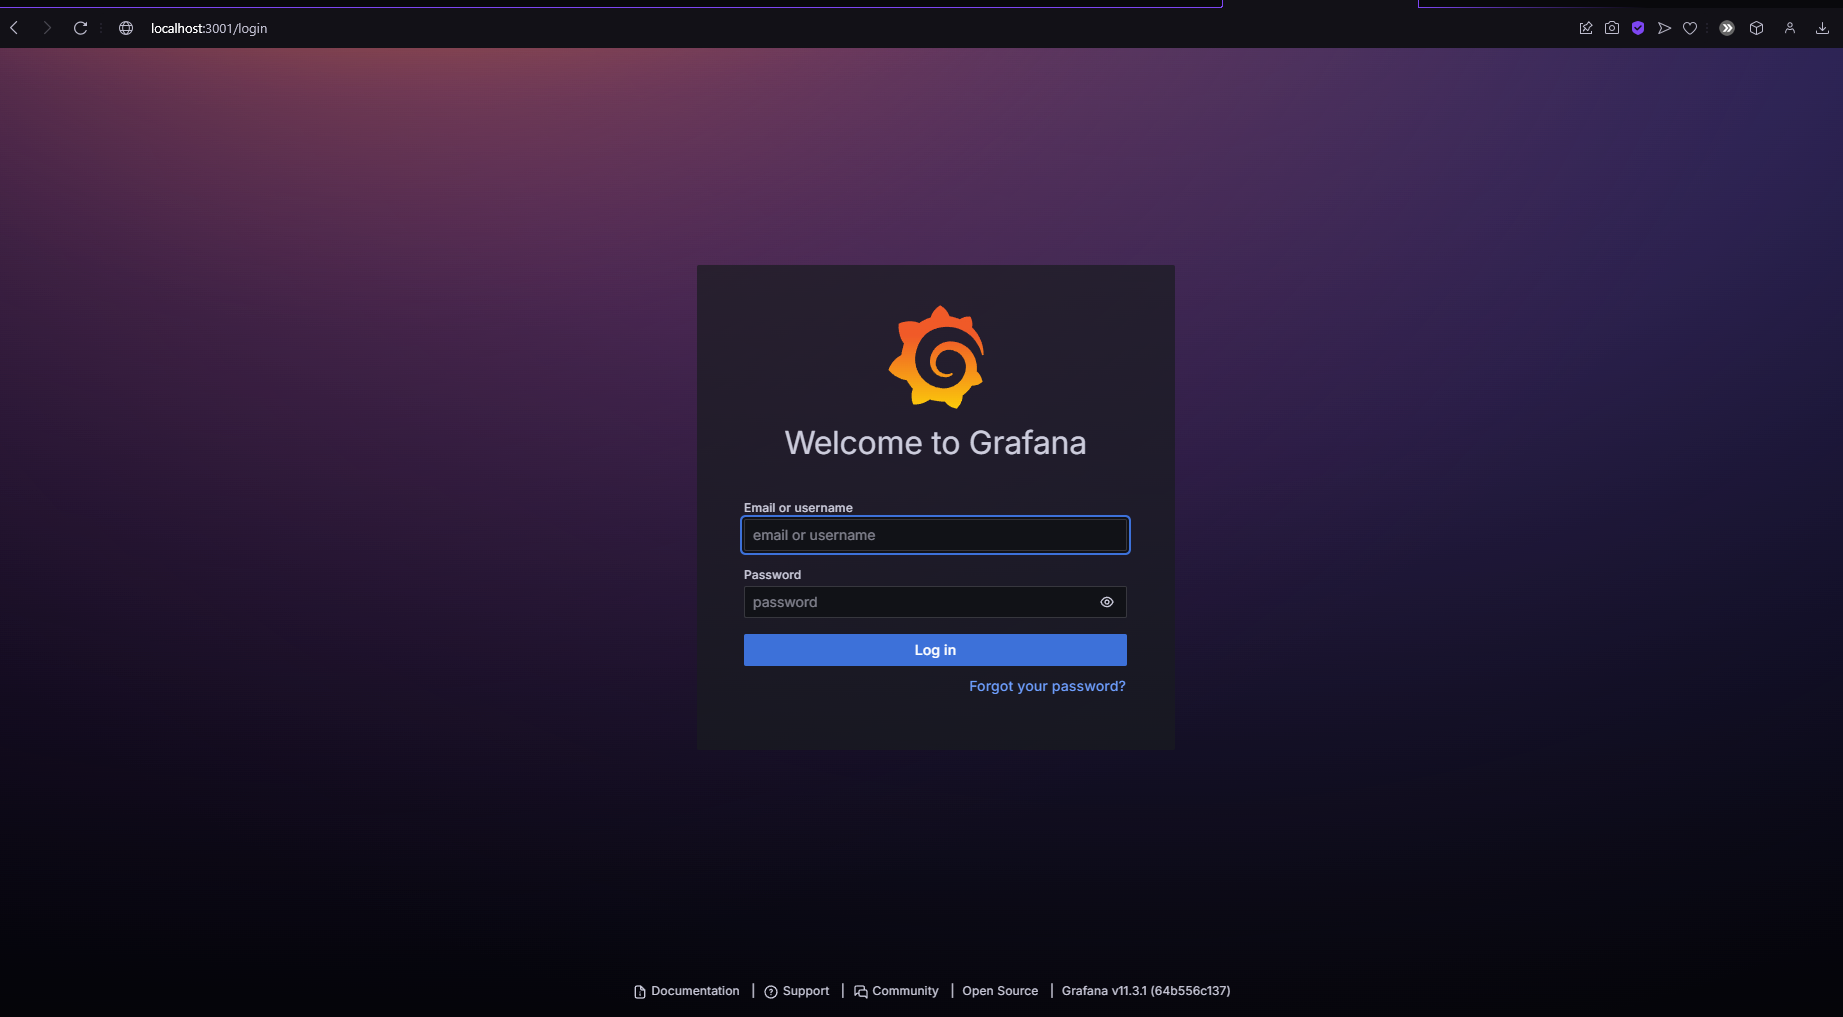 localhost:3001/login
Welcome to Grafana
Email or username
email or username
Password
password
Log in
Forgot your password?
Documentation | Support | Community | Open Source | Grafana v11.3.1 (64b556c137)